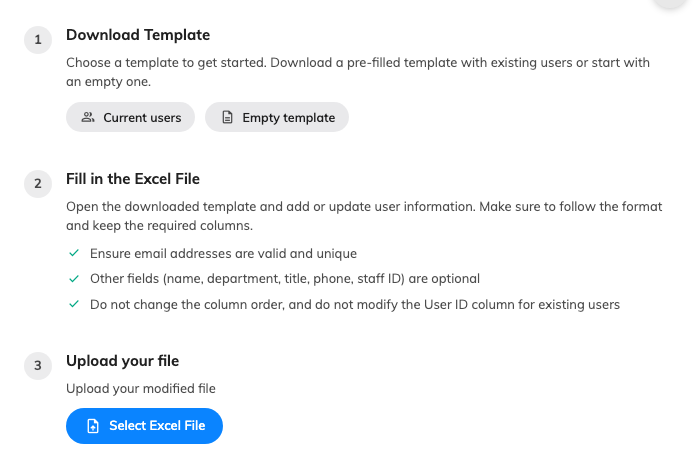 1
Download Template
Choose a template to get started. Download a pre-filled template with existing users or start with
an empty one.
Current users
Empty template
2
Fill in the Excel File
Open the downloaded template and add or update user information. Make sure to follow the format
and keep the required columns.
Ensure email addresses are valid and unique
Other fields (name, department, title, phone, staff ID) are optional
Do not change the column order, and do not modify the User ID column for existing users
3
Upload your file
Upload your modified file
Select Excel File